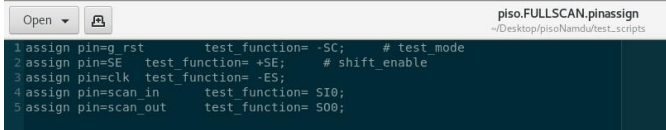 Open
piso.FULLSCAN.pinassign
~/Desktop/pisoNamdu/test_scripts
1 assign pin=g_rst test_function= -SC; # test_mode
2 assign pin=SE test_function= +SE; # shift_enable
3 assign pin=clk test_function= -ES;
4 assign pin=scan_in test_function= SI0;
5 assign pin=scan_out test_function= SO0;